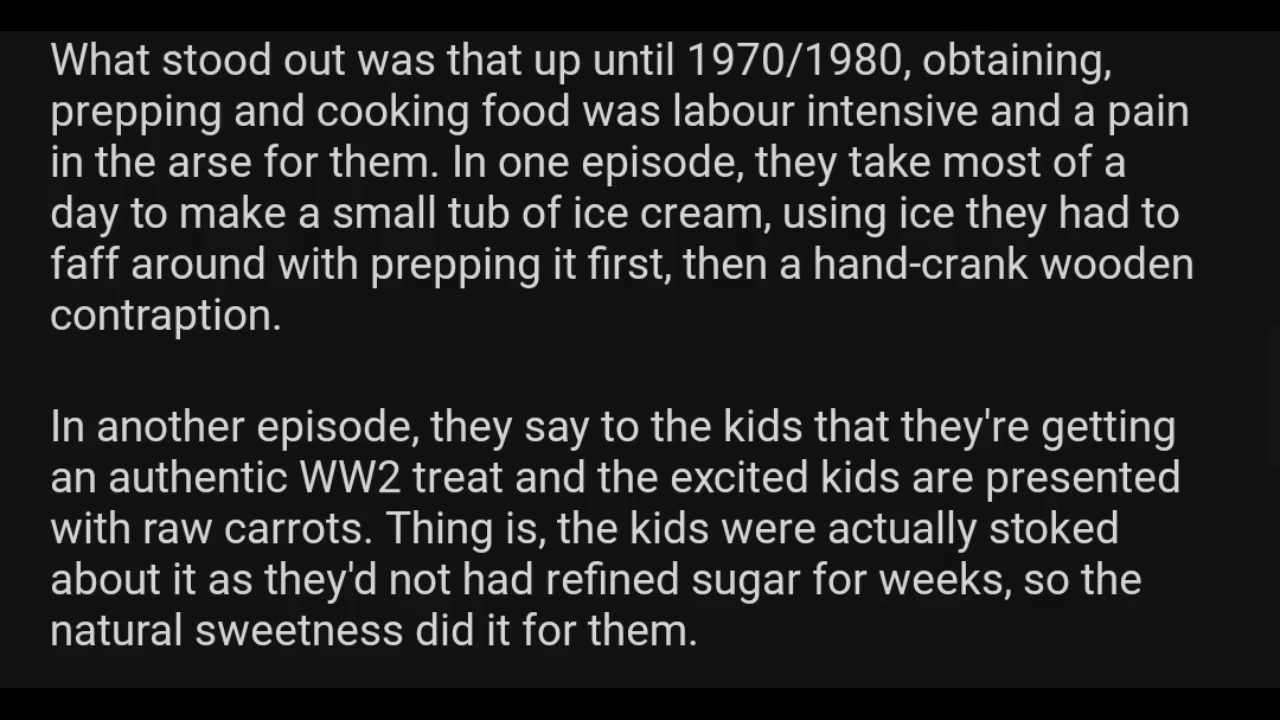 What stood out was that up until 1970/1980, obtaining,
prepping and cooking food was labour intensive and a pain
in the arse for them. In one episode, they take most of a
day to make a small tub of ice cream, using ice they had to
faff around with prepping it first, then a hand-crank wooden
contraption.
In another episode, they say to the kids that they're getting
an authentic WW2 treat and the excited kids are presented
with raw carrots. Thing is, the kids were actually stoked
about it as they'd not had refined sugar for weeks, so the
natural sweetness did it for them.